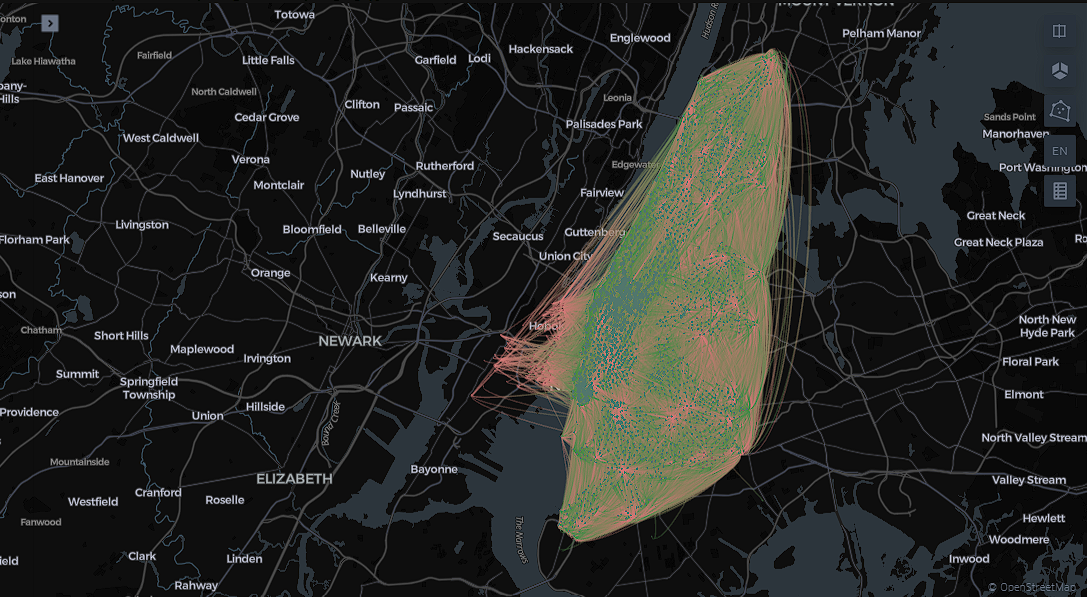 MOUNT VERNON
Totowa
Hudson R
Englewood
Pelham Manor
Hackensack
Fairfield
Little Falls
Garfield
Lodi
Lake Hiawatha
North Caldwell
Leonia
Clifton
Passaic
Hills
Cedar Grove
Sands Point
Palisades Park
Manorhaven
West Caldwell
EN
Verona
Edgewater
Rutherford
Port Washington
East Hanover
Nutley
Montclair
Lyndhurst
Fairview
Great Neck
Livingston
Bloomfield
Belleville
Guttenberg
Secaucus
Florham Park
Great Neck Plaza
Union City
Orange
Kearny
Chatham
Short Hills
NEWARK
Hobok
North New
Hyde Park
Maplewood
Irvington
Floral Park
Summit
Springfield
Township
Elmont
Providence
Union
Hillside
Bound Creek
North Valley Stream
Mountainside
Bayonne
ELIZABETH
Valley Stream
Westfield
Cranford
Roselle
Fanwood
The Narrows
Hewlett
Woodmere
Clark
Linden
Inwood
Rahway
© OpenStreetMap